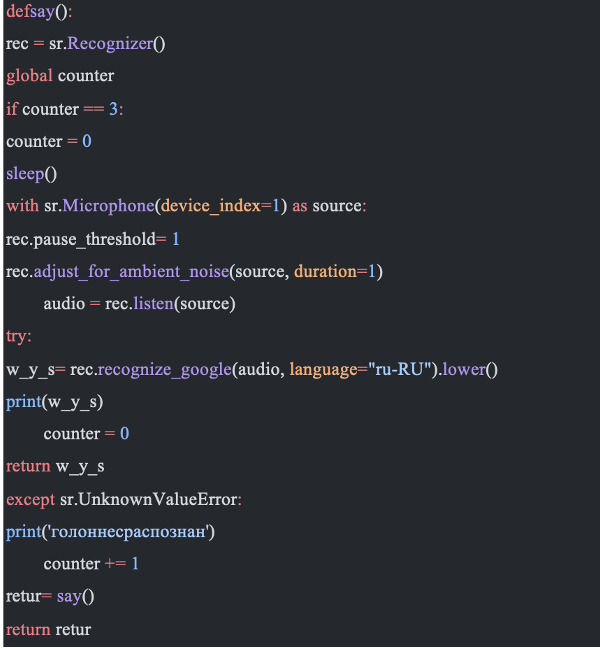 defsay():
rec = sr.Recognizer()
global counter
if counter == 3:
counter = 0
sleep()
with sr.Microphone(device_index=1) as source:
rec.pause_threshold= 1
rec.adjust_for_ambient_noise(source, duration=1)
audio = rec.listen(source)
try:
w_y_s= rec.recognize_google(audio, language="ru-RU").lower()
print(w_y_s)
counter = 0
return w_y_s
except sr.UnknownValueError:
print('голоннесраспознан')
counter += 1
retur= say()
return retur